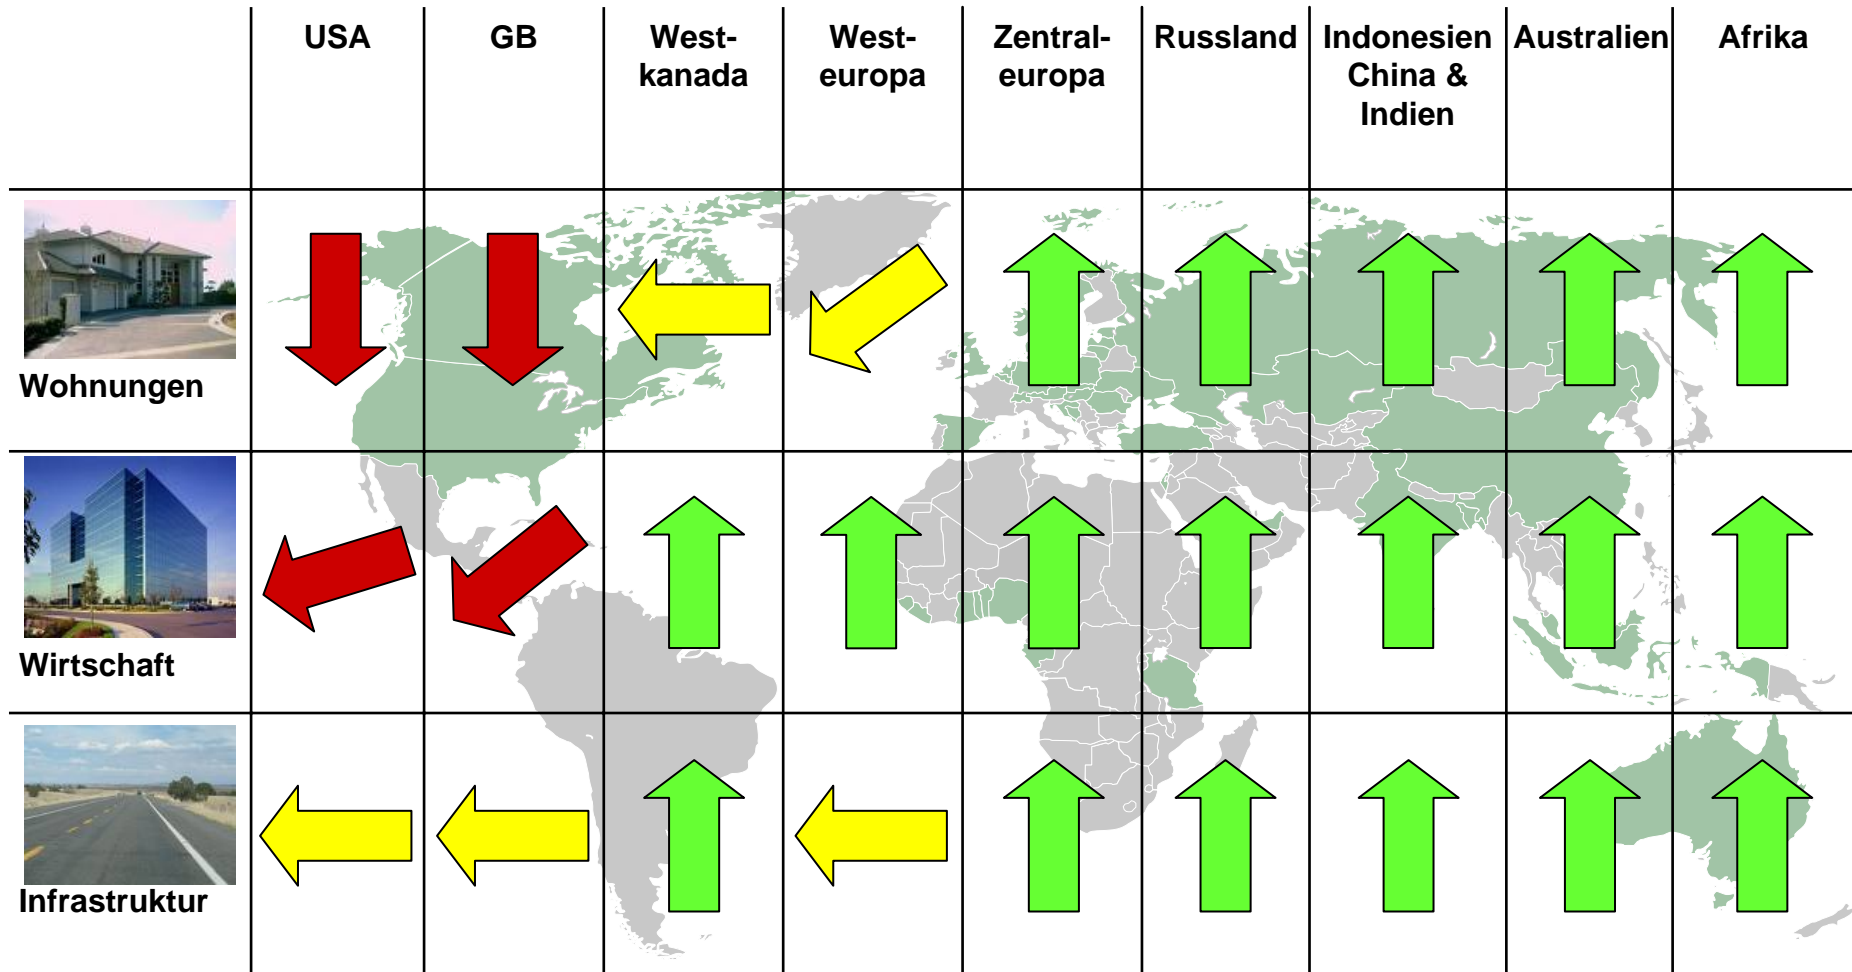 USA
GB
West-
kanada
West-
europa
Zentral-
europa
Russland
Indonesien
China &
Indien
Australien
Afrika
Wohnungen
Wirtschaft
Infrastruktur